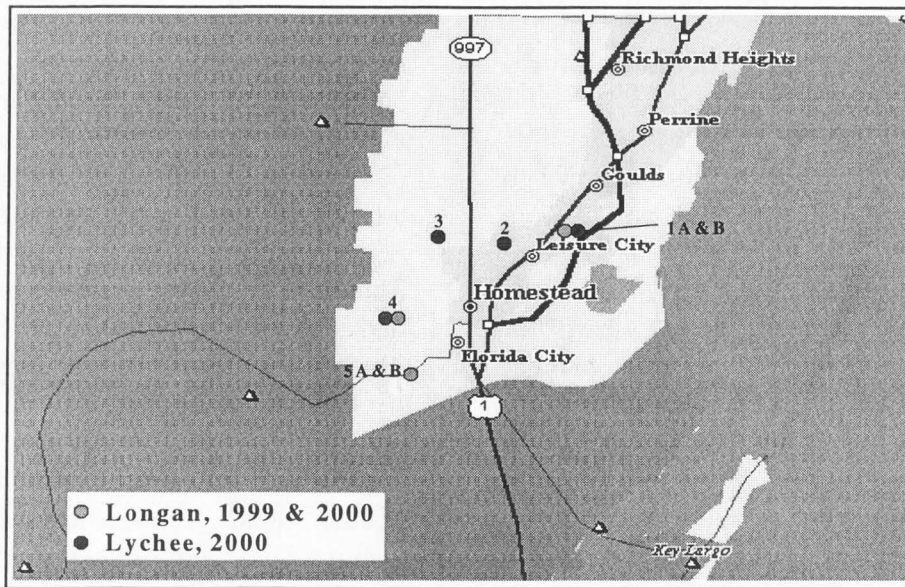 997
Richmond Heights
Perrine
Goulds
3
2
1A & B
Leisure City
4
Homestead
Florida City
5A & B
1
Longan, 1999 & 2000
Lychee, 2000
Key Largo